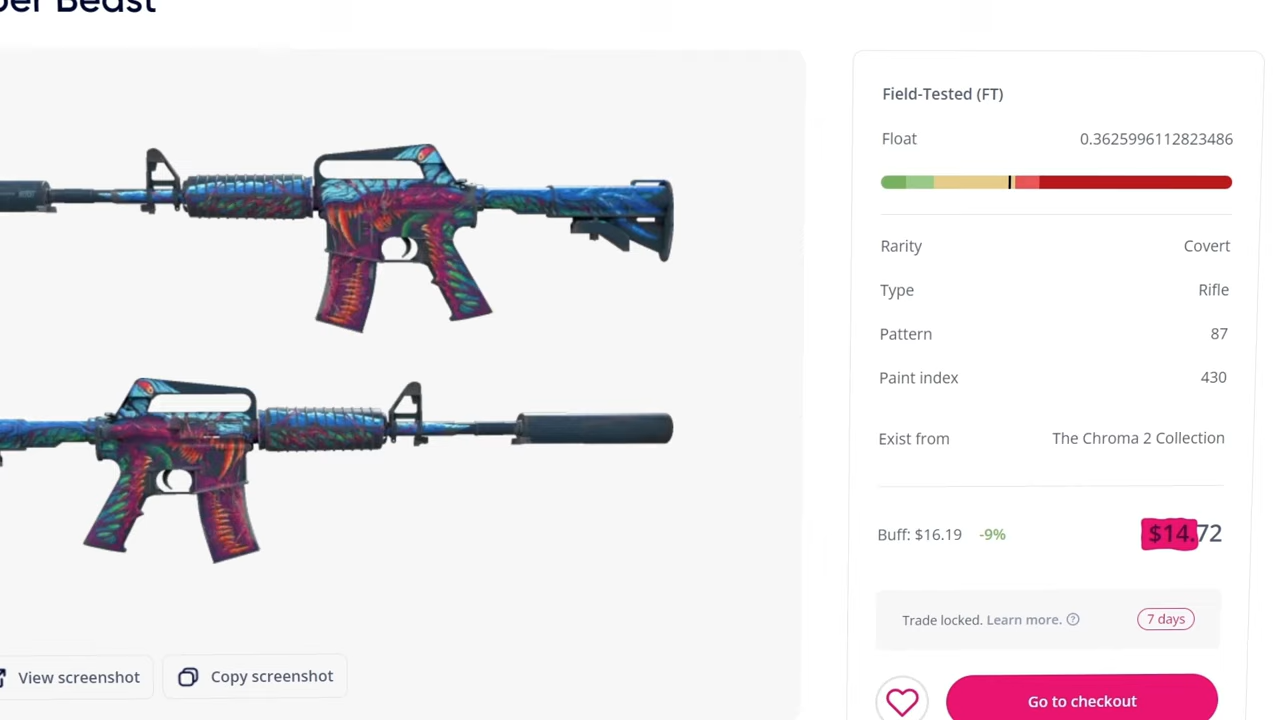 per Beast
Field-Tested (FT)
Float 0.3625996112823486
Rarity Covert
Type Rifle
Pattern 87
Paint index 430
Exist from The Chroma 2 Collection
Buff: $16.19 -9% $14.72
Trade locked. Learn more. ? 7 days
View screenshot Copy screenshot
Go to checkout